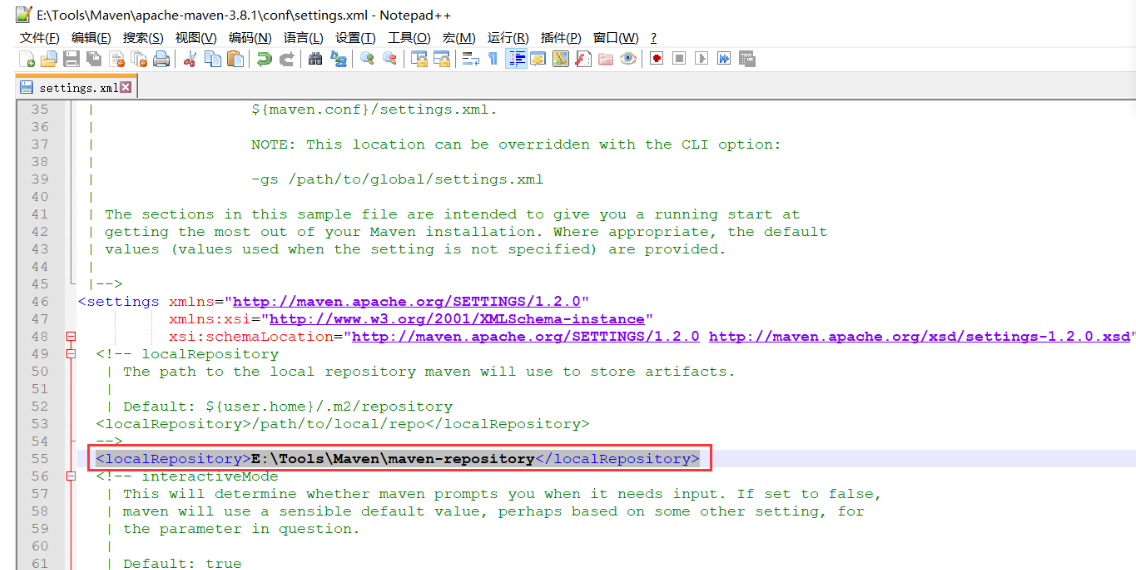 E:\Tools\Maven\apache-maven-3.8.1\conf\settings.xml - Notepad++
文件(F) 编辑(E) 搜索(S) 视图(V) 编码(N) 语言(L) 设置(T) 工具(O) 宏(M) 运行(R) 插件(P) 窗口(W) ?
settings.xml
35 | ${maven.conf}/settings.xml.
36 |
37 | NOTE: This location can be overridden with the CLI option:
38 |
39 | -gs /path/to/global/settings.xml
40 |
41 | The sections in this sample file are intended to give you a running start at
42 | getting the most out of your Maven installation. Where appropriate, the default
43 | values (values used when the setting is not specified) are provided.
44 |
45 |-->
46 <settings xmlns="http://maven.apache.org/SETTINGS/1.2.0"
47 xmlns:xsi="http://www.w3.org/2001/XMLSchema-instance"
48 xsi:schemaLocation="http://maven.apache.org/SETTINGS/1.2.0 http://maven.apache.org/xsd/settings-1.2.0.xsd"
49 <!-- localRepository
50 | The path to the local repository maven will use to store artifacts.
51 |
52 | Default: ${user.home}/.m2/repository
53 <localRepository>/path/to/local/repo</localRepository>
54 -->
55 <localRepository>E:\Tools\Maven\maven-repository</localRepository>
56 <!-- interactiveMode
57 | This will determine whether maven prompts you when it needs input. If set to false,
58 | maven will use a sensible default value, perhaps based on some other setting, for
59 | the parameter in question.
60 |
61 | Default: true